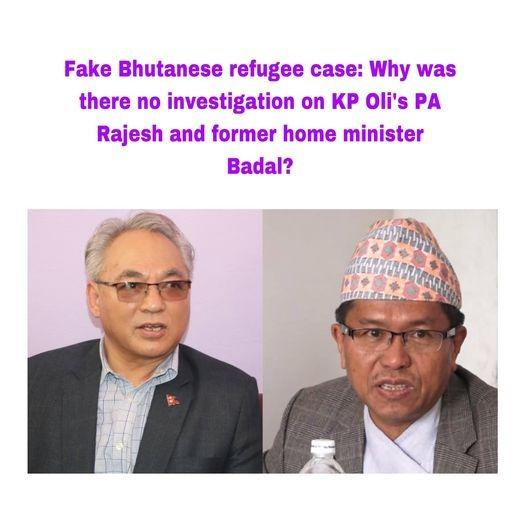 Fake Bhutanese refugee case: Why was
there no investigation on KP Oli's PA
Rajesh and former home minister
Badal?